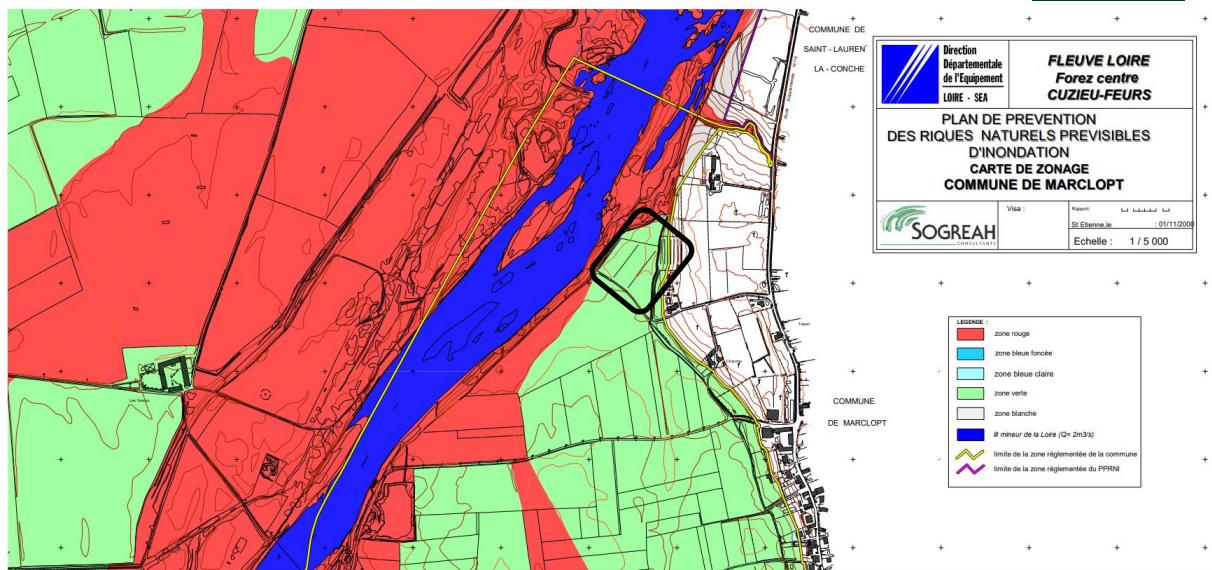 COMMUNE DE
SAINT - LAUREN
LA - CONCHE
Direction
Départementale
de l'Equipement
LOIRE - SEA
FLEUVE LOIRE
Forez centre
CUZIEU-FEURS
PLAN DE PREVENTION
DES RIQUES NATURELS PREVISIBLES
D'INONDATION
CARTE DE ZONAGE
COMMUNE DE MARCLOPT
SOGREAH
CONSULTANTS
Visa :
Rapport:
St Etienne,le : 01/11/2000
Echelle : 1 / 5 000
LEGENDE :
zone rouge
zone bleue foncée
zone bleue claire
zone verte
zone blanche
lit mineur de la Loire (Q= 2m3/s)
limite de la zone réglementée de la commune
limite de la zone réglementée du PPRNI
COMMUNE
DE MARCLOPT